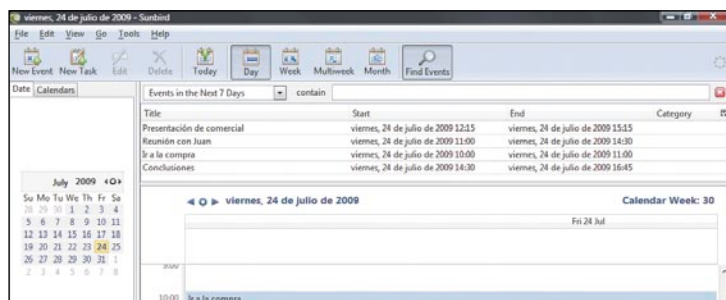 viernes, 24 de julio de 2009 - Sunbird
File Edit View Go Tools Help
New Event New Task Edit Delete Today Day Week Multiweek Month Find Events
Date Calendars
Events in the Next 7 Days contain
Title Start End Category
Presentación de comercial viernes, 24 de julio de 2009 12:15 viernes, 24 de julio de 2009 15:15
Reunión con Juan viernes, 24 de julio de 2009 11:00 viernes, 24 de julio de 2009 14:30
Ir a la compra viernes, 24 de julio de 2009 10:00 viernes, 24 de julio de 2009 11:00
Conclusiones viernes, 24 de julio de 2009 14:30 viernes, 24 de julio de 2009 16:45
July 2009
Su Mo Tu We Th Fr Sa
28 29 30 1 2 3 4
5 6 7 8 9 10 11
12 13 14 15 16 17 18
19 20 21 22 23 24 25
26 27 28 29 30 31 1
2 3 4 5 6 7 8
viernes, 24 de julio de 2009 Calendar Week: 30
Fri 24 Jul
9:00
10:00 Ir a la compra